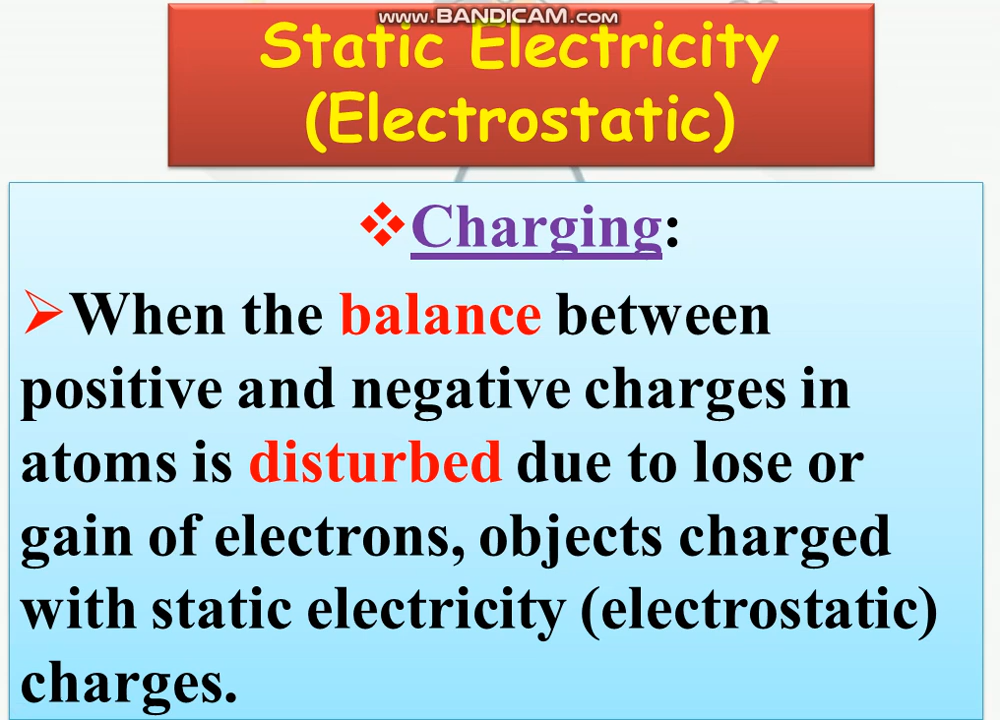 www.BANDICAM.com
Static Electricity
(Electrostatic)
❖Charging:
➢When the balance between
positive and negative charges in
atoms is disturbed due to lose or
gain of electrons, objects charged
with static electricity (electrostatic)
charges.